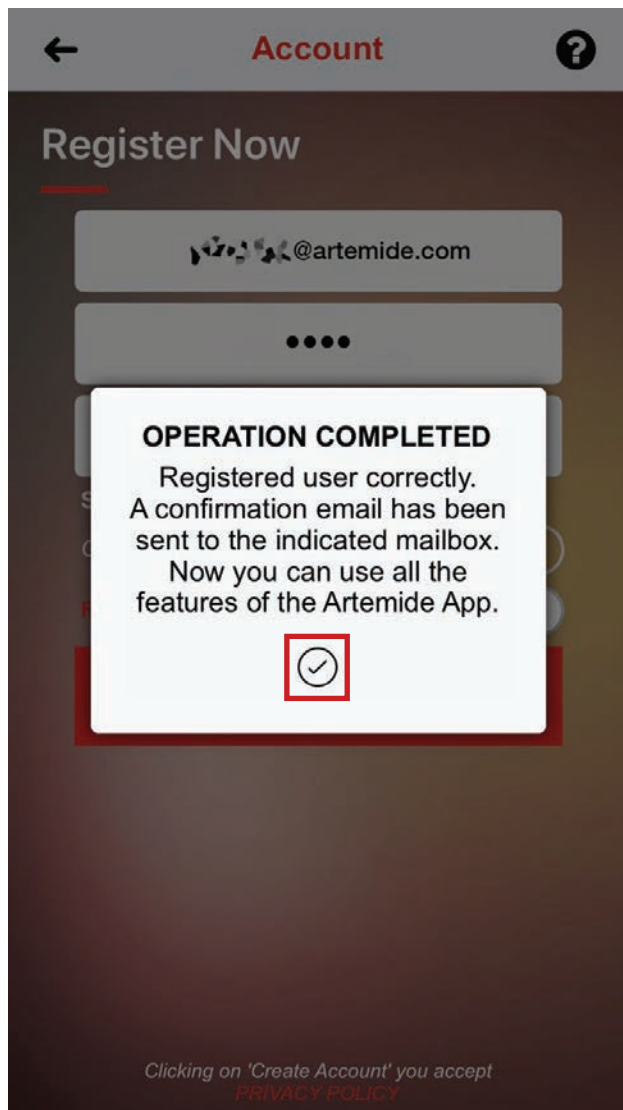 Account
Register Now
@artemide.com
OPERATION COMPLETED
Registered user correctly.
A confirmation email has been
sent to the indicated mailbox.
Now you can use all the
features of the Artemide App.
Clicking on 'Create Account' you accept
PRIVACY POLICY